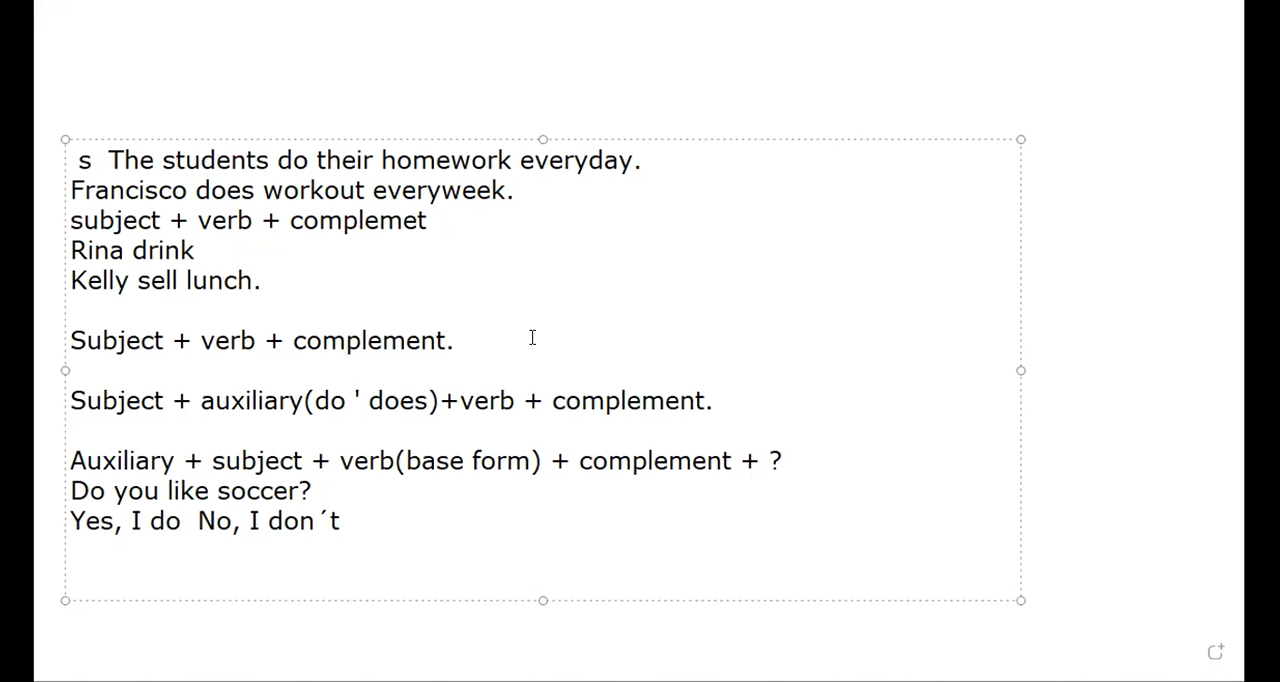 s  The students do their homework everyday.
Francisco does workout everyweek.
subject + verb + complemet
Rina drink
Kelly sell lunch.
Subject + verb + complement.
Subject + auxiliary(do ' does)+verb + complement.
Auxiliary + subject + verb(base form) + complement + ?
Do you like soccer?
Yes, I do  No, I don´t